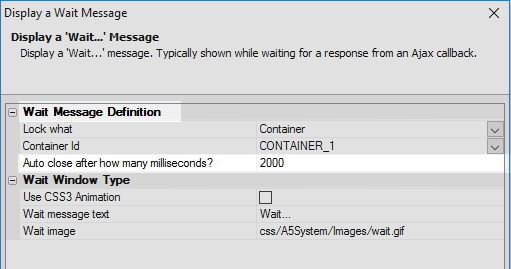 Display a Wait Message
Display a 'Wait...' Message
Display a 'Wait...' message. Typically shown while waiting for a response from an Ajax callback.
Wait Message Definition
Lock what Container
Container Id CONTAINER_1
Auto close after how many milliseconds? 2000
Wait Window Type
Use CSS3 Animation
Wait message text Wait...
Wait image css/A5System/Images/wait.gif